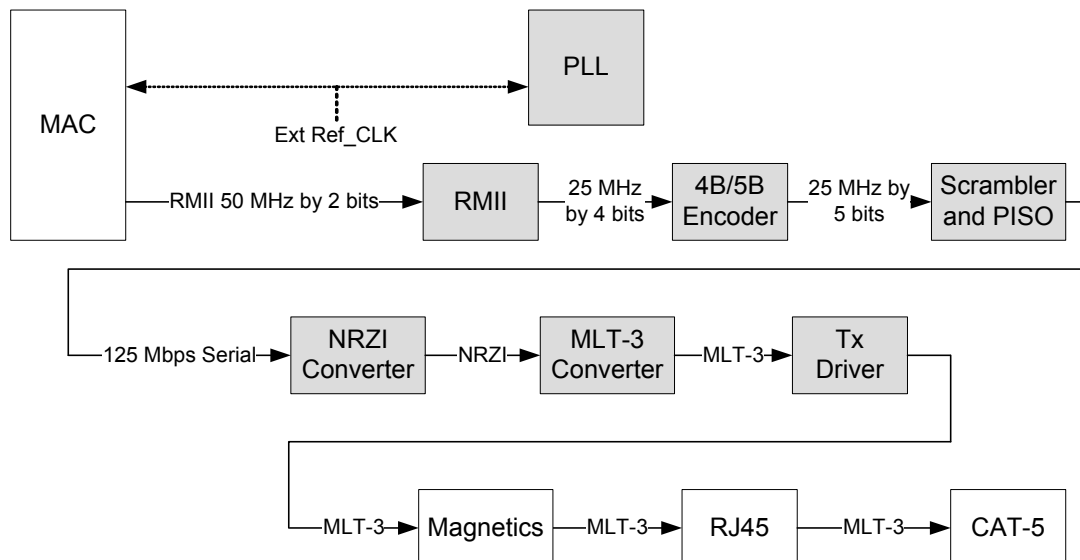 PLL
MAC
Ext Ref_CLK
RMII 50 MHz by 2 bits
RMII
25 MHz
by 4 bits
4B/5B
Encoder
25 MHz by
5 bits
Scrambler
and PISO
125 Mbps Serial
NRZI
Converter
NRZI
MLT-3
Converter
MLT-3
Tx
Driver
MLT-3
Magnetics
MLT-3
RJ45
MLT-3
CAT-5